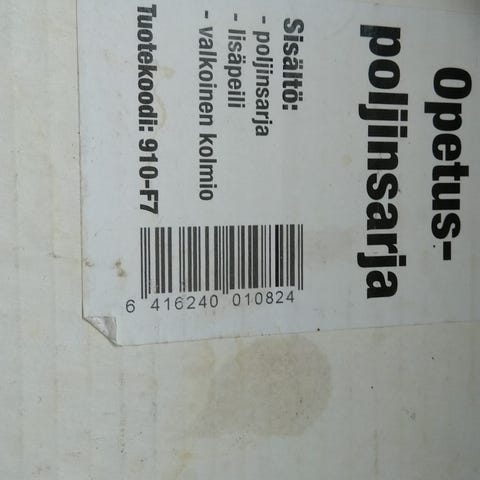 Opetus-
poljinsarja
Sisältö:
- poljinsarja
- lisäpeili
- valkoinen kolmio
Tuotekoodi: 910-F7
6 416240 010824